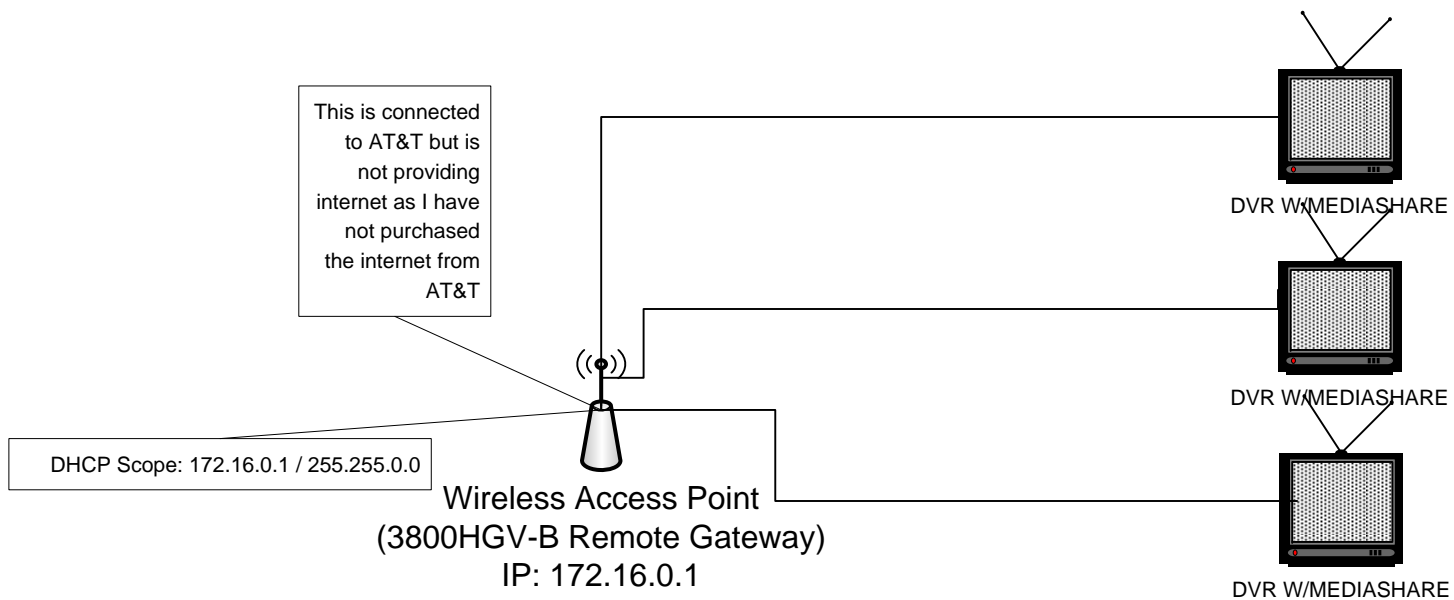 This is connected
to AT&T but is
not providing
internet as I have
not purchased
the internet from
AT&T
DVR W/MEDIASHARE
DVR W/MEDIASHARE
DHCP Scope: 172.16.0.1 / 255.255.0.0
Wireless Access Point
(3800HGV-B Remote Gateway)
IP: 172.16.0.1
DVR W/MEDIASHARE